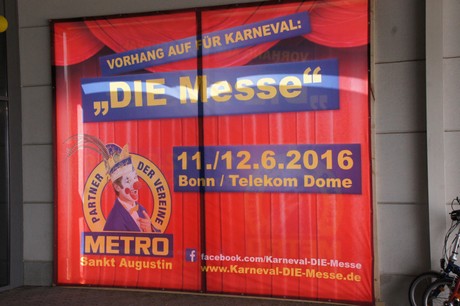 VORHANG AUF FÜR KARNEVAL:
„DIE Messe“
11./12.6.2016
Bonn / Telekom Dome
PARTNER DER VEREINE
METRO
Sankt Augustin
facebook.com/Karneval-DIE-Messe
www.Karneval-DIE-Messe.de